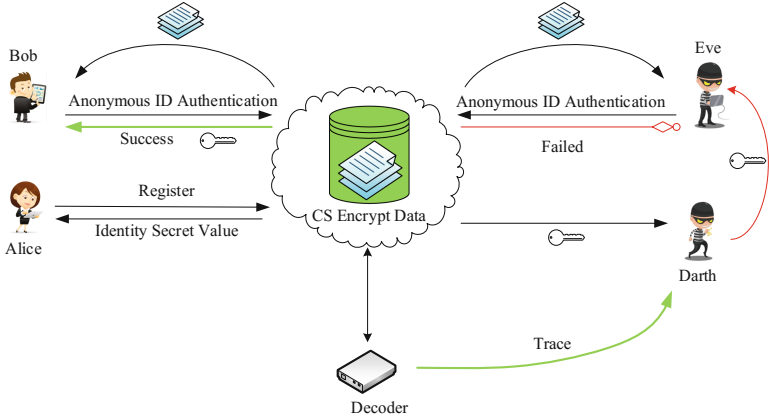 Bob
Eve
Anonymous ID Authentication
Anonymous ID Authentication
Success
Failed
Register
CS Encrypt Data
Identity Secret Value
Alice
Darth
Trace
Decoder